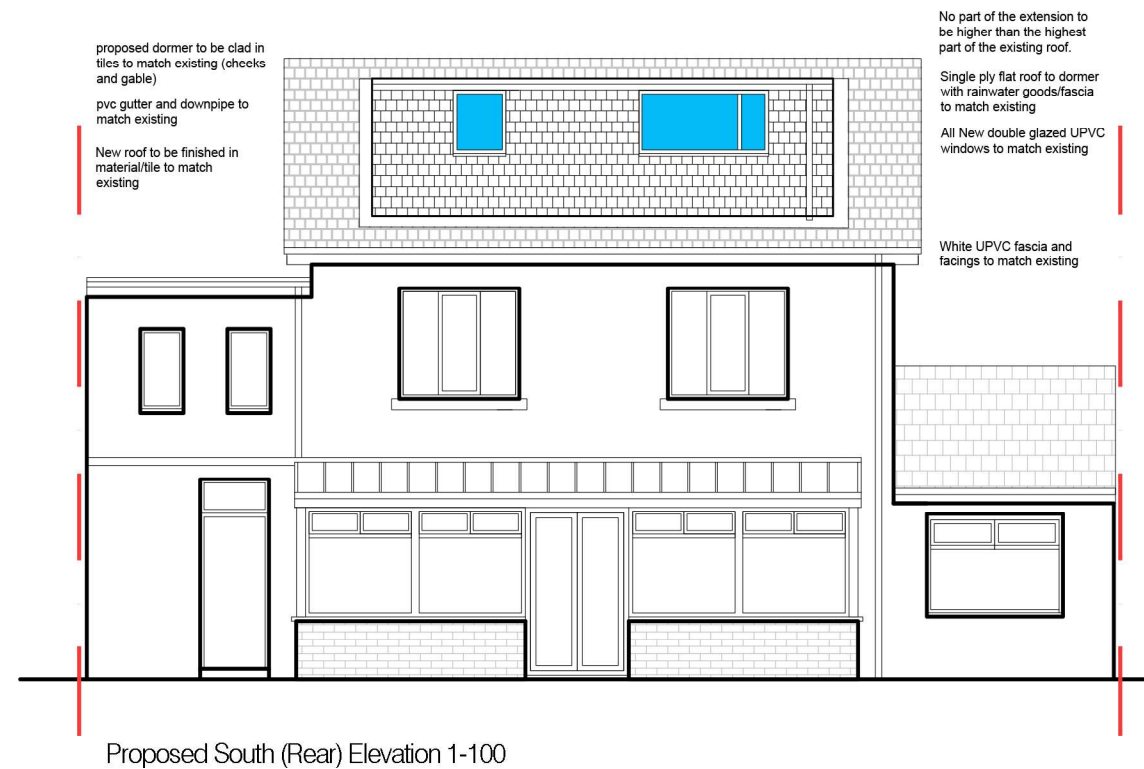 proposed dormer to be clad in
tiles to match existing (cheeks
and gable)
pvc gutter and downpipe to
match existing
New roof to be finished in
material/tile to match
existing
No part of the extension to
be higher than the highest
part of the existing roof.
Single ply flat roof to dormer
with rainwater goods/fascia
to match existing
All New double glazed UPVC
windows to match existing
White UPVC fascia and
facings to match existing
Proposed South (Rear) Elevation 1-100